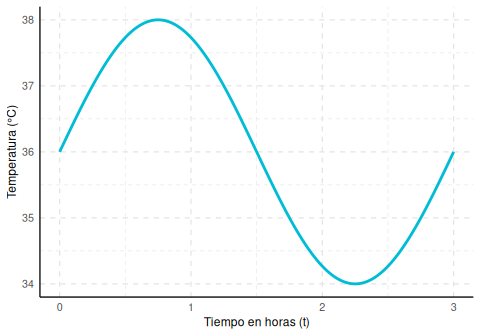 38
37
36
35
34
Temperatura (°C)
0 1 2 3
Tiempo en horas (t)